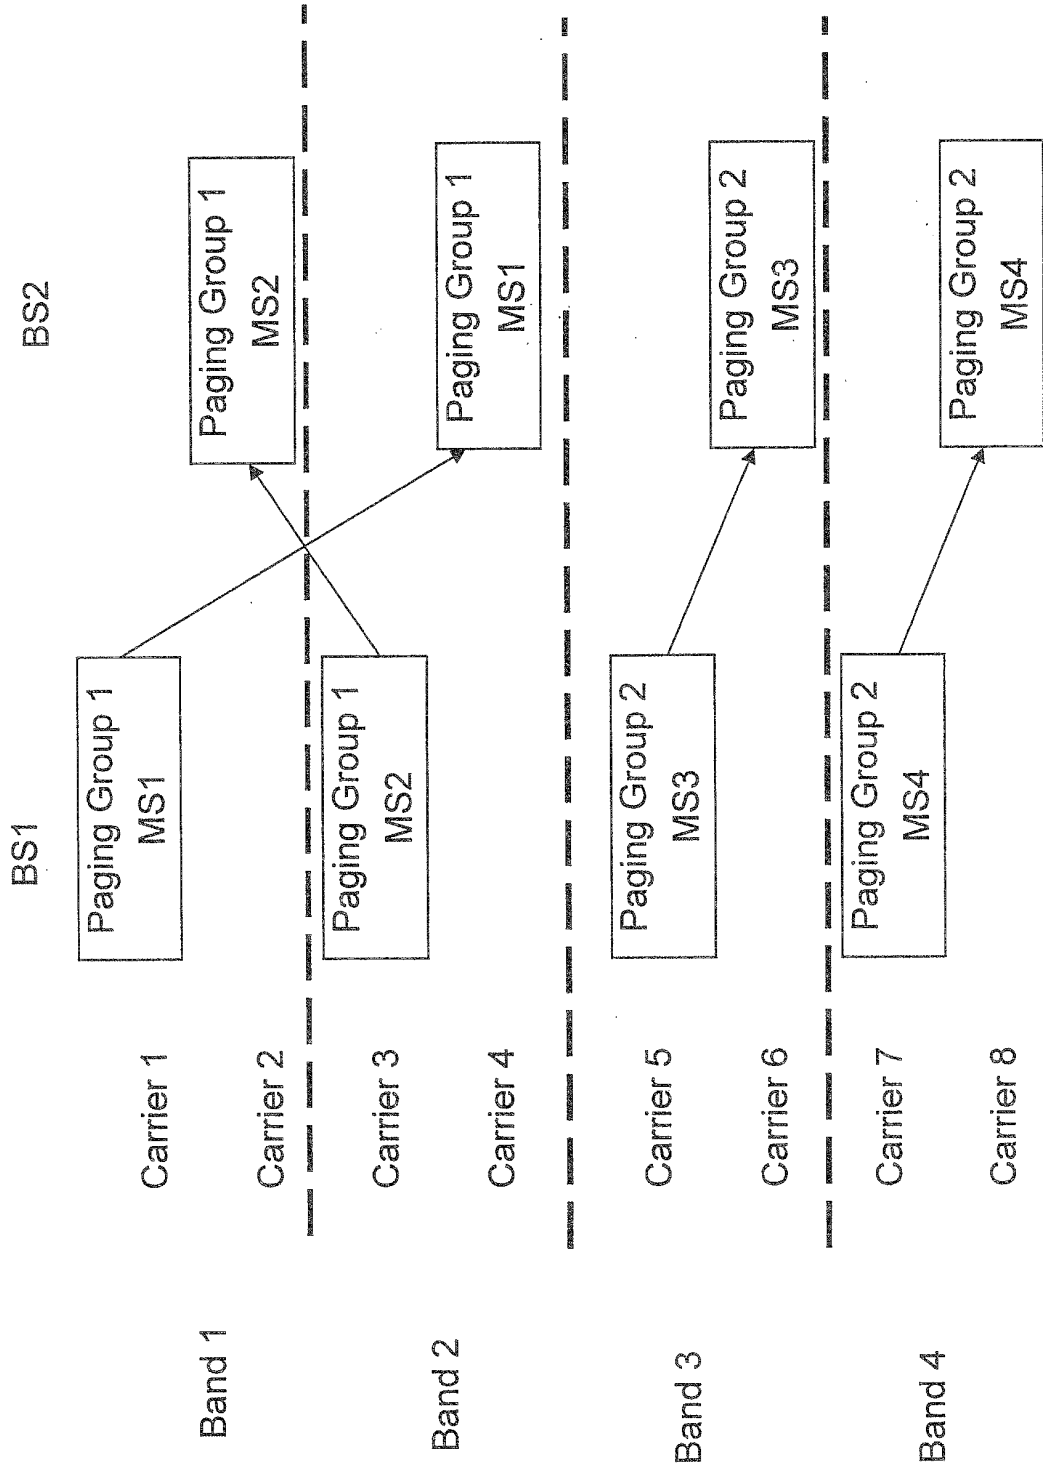 BS1
BS2
Band 1
Carrier 1
Paging Group 1
MS1
Carrier 2
Paging Group 1
MS2
Band 2
Carrier 3
Paging Group 1
MS2
Carrier 4
Paging Group 1
MS1
Band 3
Carrier 5
Paging Group 2
MS3
Carrier 6
Paging Group 2
MS3
Band 4
Carrier 7
Paging Group 2
MS4
Carrier 8
Paging Group 2
MS4